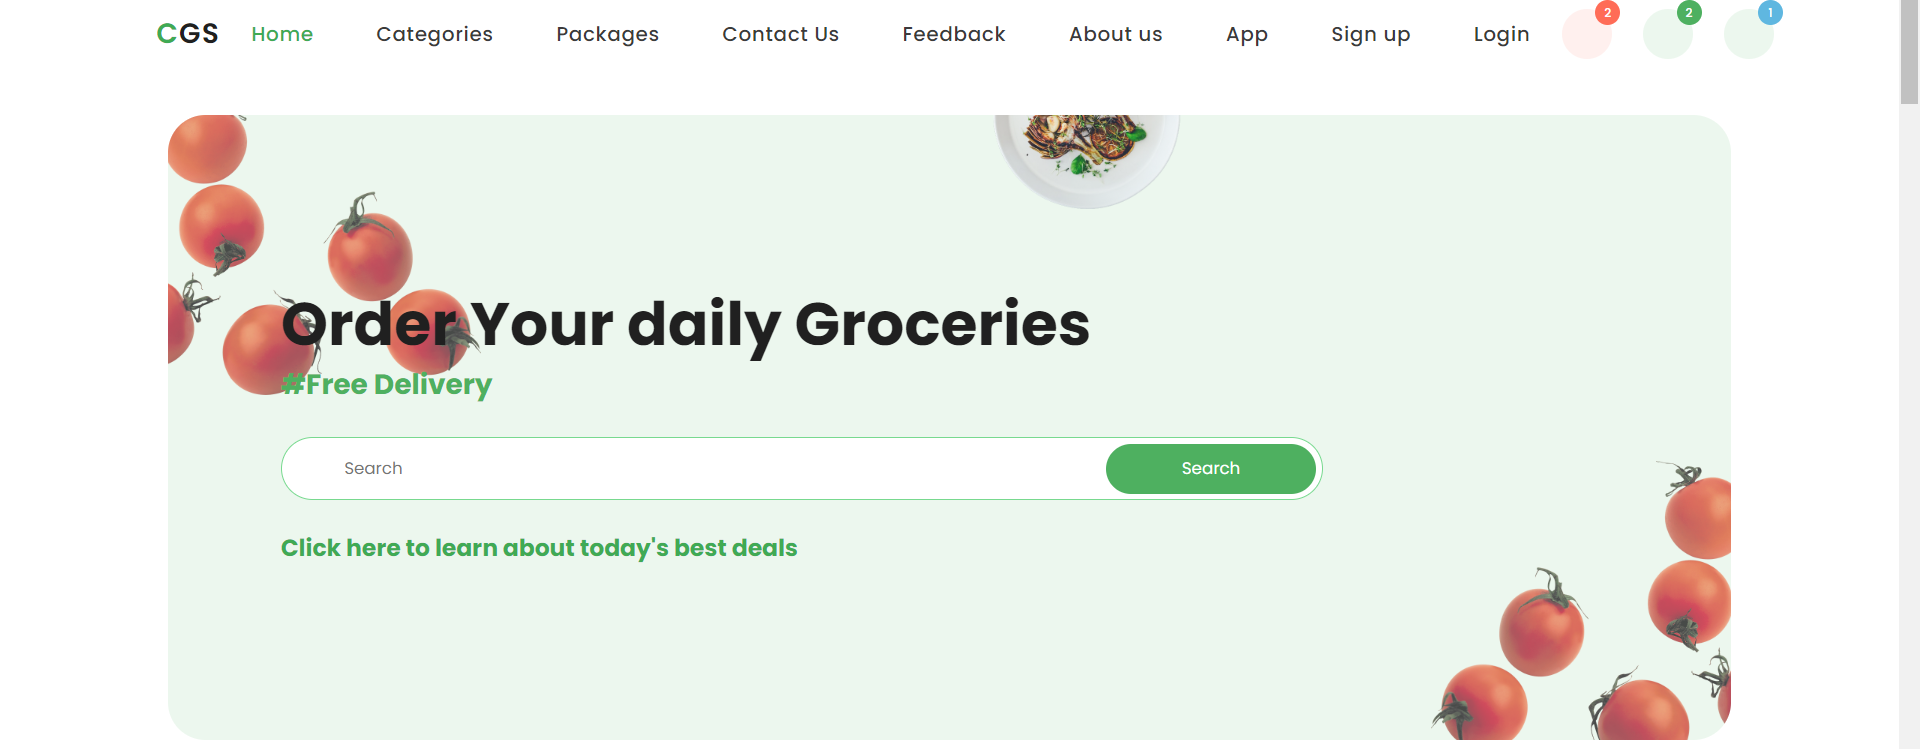 CGS Home Categories Packages Contact Us Feedback About us App Sign up Login 2 2 1
Order Your daily Groceries
#Free Delivery
Search Search
Click here to learn about today's best deals